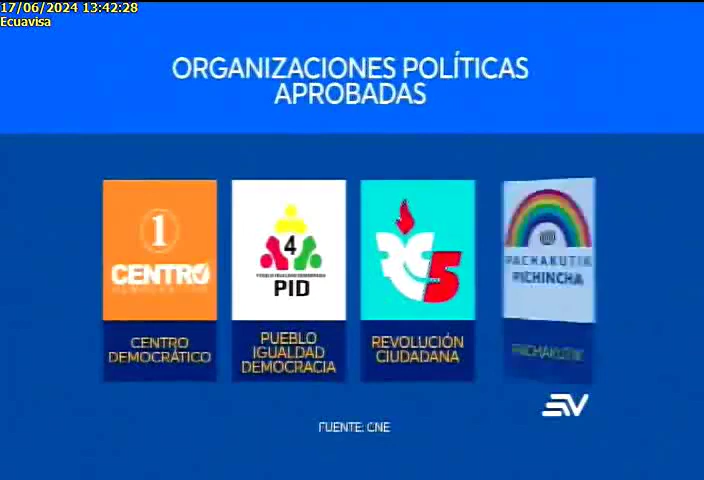 17/06/2024 13:42:28
Ecuavisa
ORGANIZACIONES POLÍTICAS
APROBADAS
1
CENTRO
4
PID
5
PACHAKUTIK
PICHINCHA
CENTRO
DEMOCRÁTICO
PUEBLO
IGUALDAD
DEMOCRACIA
REVOLUCIÓN
CIUDADANA
PACHAKUTIK
FUENTE: CNE